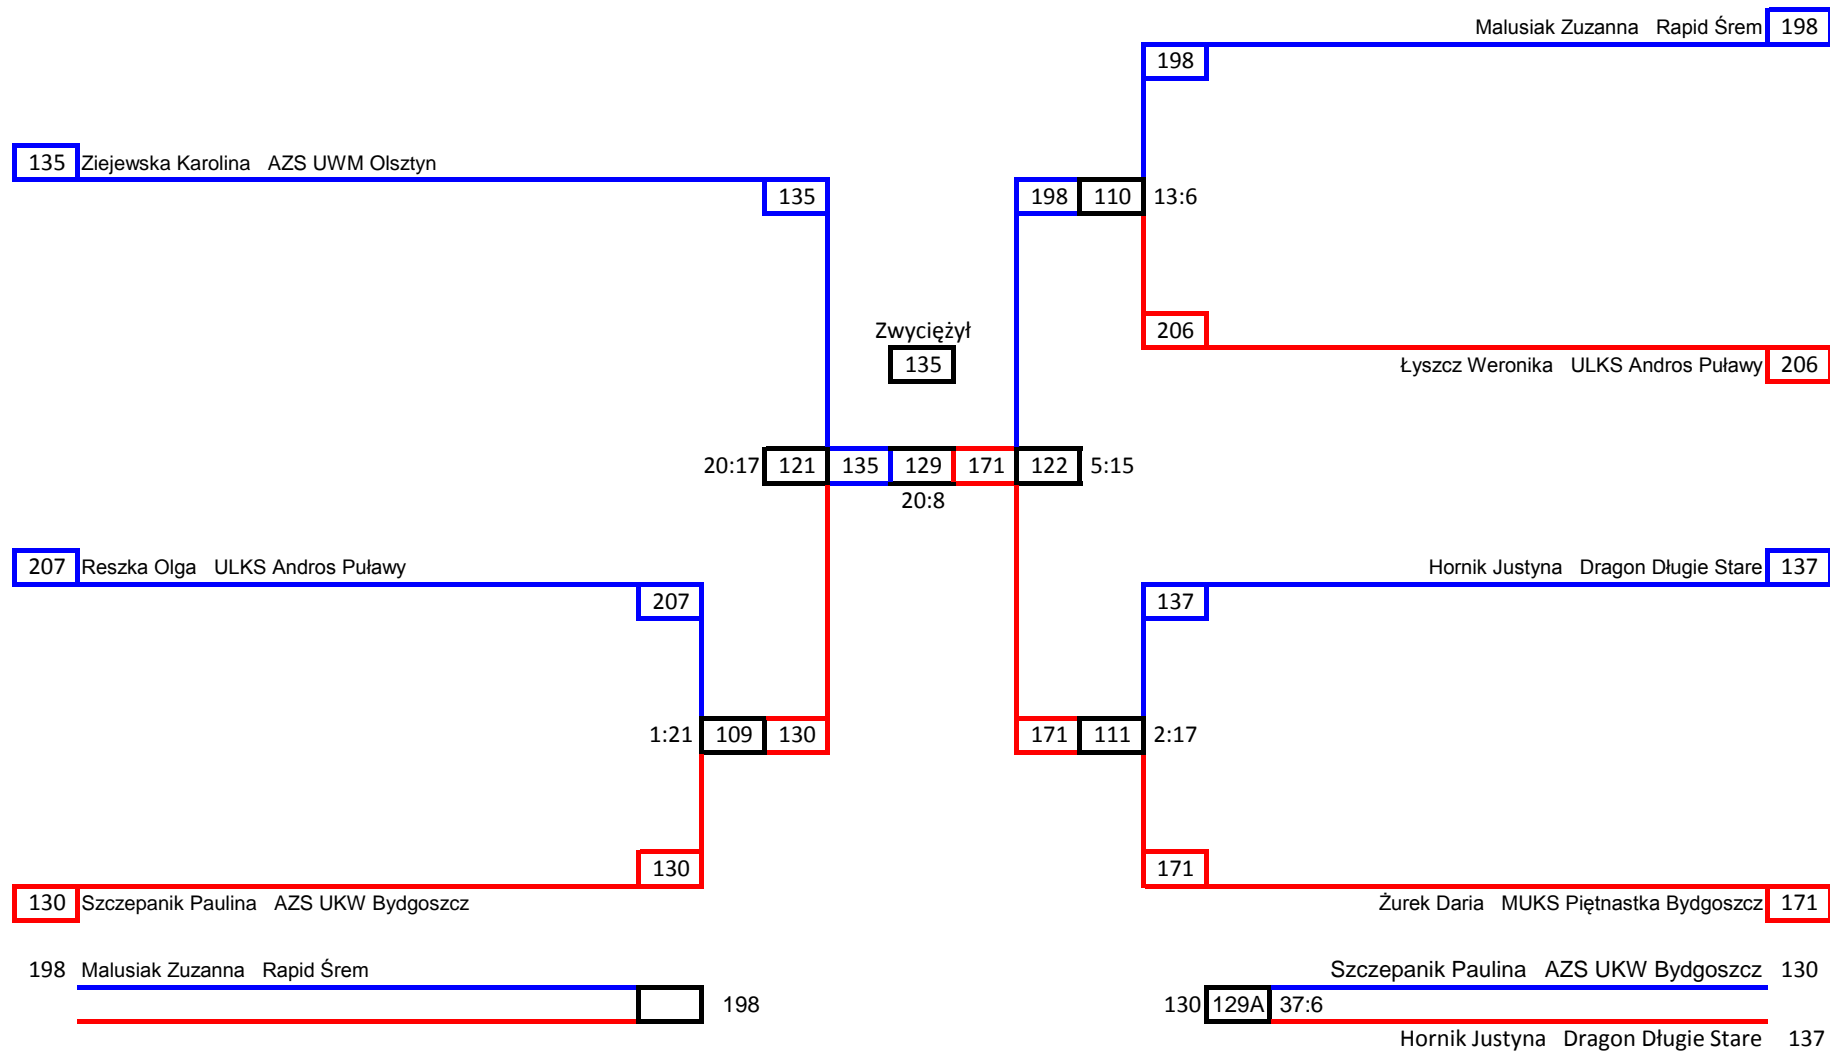 Malusiak Zuzanna Rapid Śrem 198
198
135 Ziejewska Karolina AZS UWM Olsztyn
135 198 110 13:6
Zwyciężył
206
135
Łyszcz Weronika ULKS Andros Puławy 206
20:17 121 135 129 171 122 5:15
20:8
207 Reszka Olga ULKS Andros Puławy
Hornik Justyna Dragon Długie Stare 137
207
137
1:21 109 130
171 111 2:17
130
171
130 Szczepanik Paulina AZS UKW Bydgoszcz
Żurek Daria MUKS Piętnastka Bydgoszcz 171
198 Malusiak Zuzanna Rapid Śrem
198
Szczepanik Paulina AZS UKW Bydgoszcz 130
130 129A 37:6
Hornik Justyna Dragon Długie Stare 137